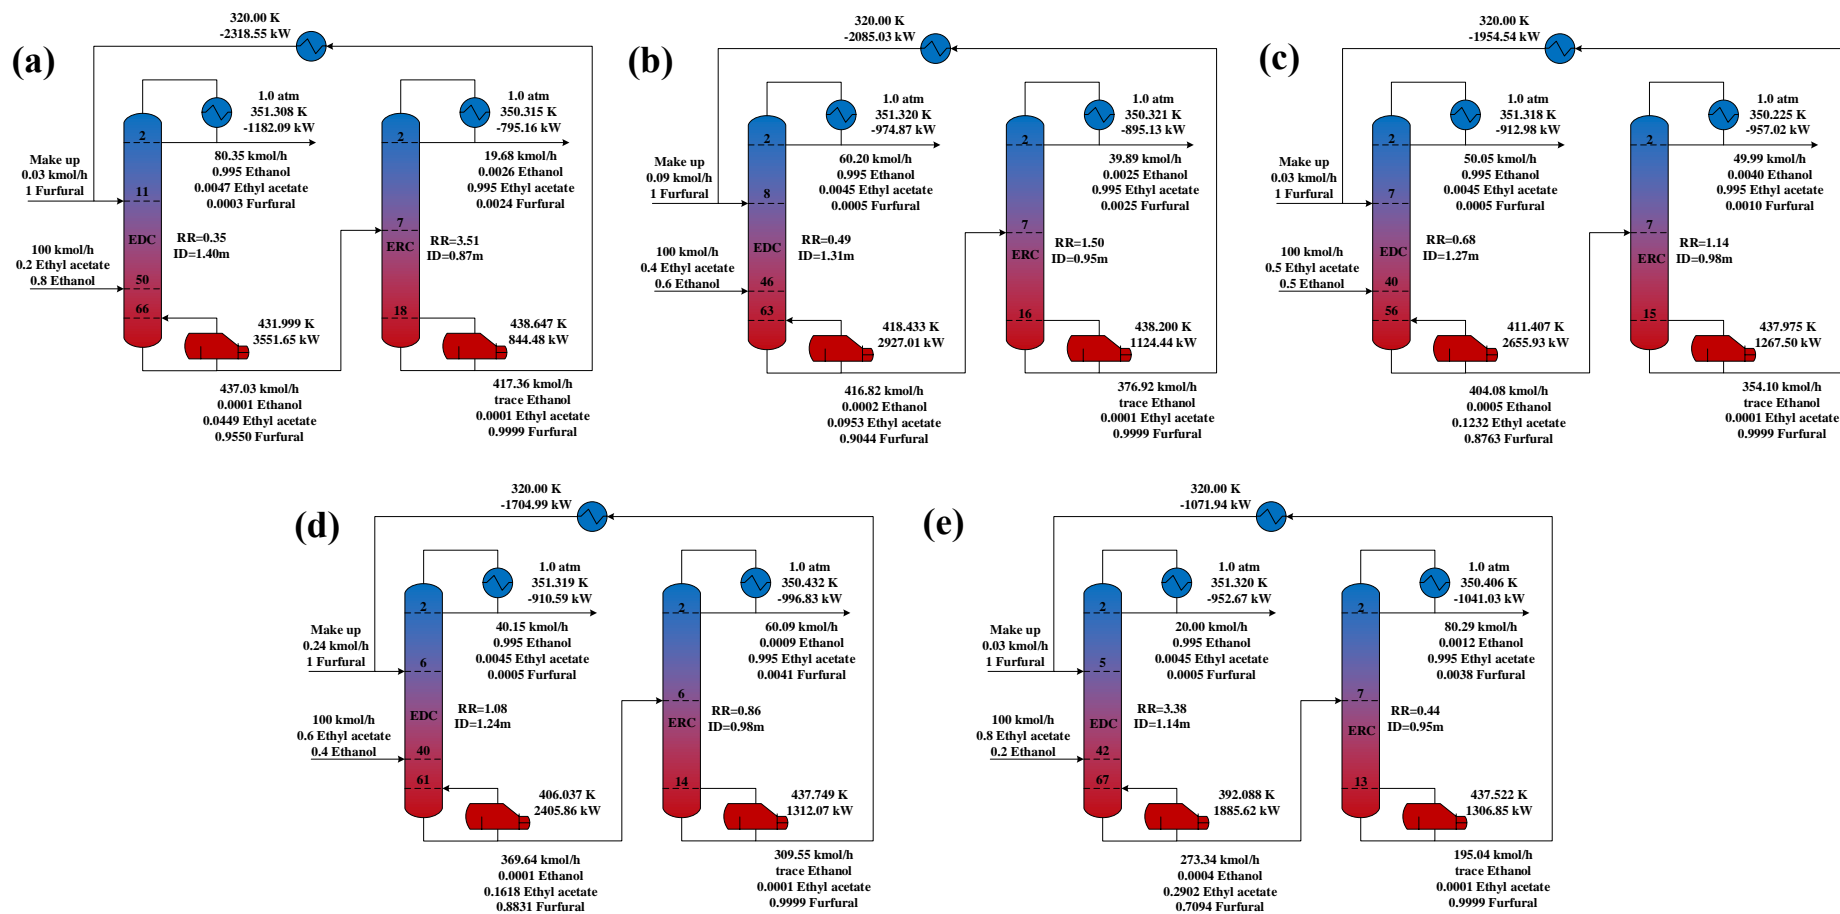 (a)
320.00 K
-2318.55 kW
1.0 atm
351.308 K
-1182.09 kW
1.0 atm
350.315 K
-795.16 kW
2
2
80.35 kmol/h
0.995 Ethanol
0.0047 Ethyl acetate
0.0003 Furfural
19.68 kmol/h
0.0026 Ethanol
0.995 Ethyl acetate
0.0024 Furfural
Make up
0.03 kmol/h
1 Furfural
11
7
EDC
RR=0.35
ID=1.40m
ERC
RR=3.51
ID=0.87m
100 kmol/h
0.2 Ethyl acetate
0.8 Ethanol
50
66
18
431.999 K
3551.65 kW
438.647 K
844.48 kW
437.03 kmol/h
0.0001 Ethanol
0.0449 Ethyl acetate
0.9550 Furfural
417.36 kmol/h
trace Ethanol
0.0001 Ethyl acetate
0.9999 Furfural
(b)
320.00 K
-2085.03 kW
1.0 atm
351.320 K
-974.87 kW
1.0 atm
350.321 K
-895.13 kW
2
2
60.20 kmol/h
0.995 Ethanol
0.0045 Ethyl acetate
0.0005 Furfural
39.89 kmol/h
0.0025 Ethanol
0.995 Ethyl acetate
0.0025 Furfural
Make up
0.09 kmol/h
1 Furfural
8
7
EDC
RR=0.49
ID=1.31m
ERC
RR=1.50
ID=0.95m
100 kmol/h
0.4 Ethyl acetate
0.6 Ethanol
46
63
16
418.433 K
2927.01 kW
438.200 K
1124.44 kW
416.82 kmol/h
0.0002 Ethanol
0.0953 Ethyl acetate
0.9044 Furfural
376.92 kmol/h
trace Ethanol
0.0001 Ethyl acetate
0.9999 Furfural
(c)
320.00 K
-1954.54 kW
1.0 atm
351.318 K
-912.98 kW
1.0 atm
350.225 K
-957.02 kW
2
2
50.05 kmol/h
0.995 Ethanol
0.0045 Ethyl acetate
0.0005 Furfural
49.99 kmol/h
0.0040 Ethanol
0.995 Ethyl acetate
0.0010 Furfural
Make up
0.03 kmol/h
1 Furfural
7
7
EDC
RR=0.68
ID=1.27m
ERC
RR=1.14
ID=0.98m
100 kmol/h
0.5 Ethyl acetate
0.5 Ethanol
40
56
15
411.407 K
2655.93 kW
437.975 K
1267.50 kW
404.08 kmol/h
0.0005 Ethanol
0.1232 Ethyl acetate
0.8763 Furfural
354.10 kmol/h
trace Ethanol
0.0001 Ethyl acetate
0.9999 Furfural
(d)
320.00 K
-1704.99 kW
1.0 atm
351.319 K
-910.59 kW
1.0 atm
350.432 K
-996.83 kW
2
2
40.15 kmol/h
0.995 Ethanol
0.0045 Ethyl acetate
0.0005 Furfural
60.09 kmol/h
0.0009 Ethanol
0.995 Ethyl acetate
0.0041 Furfural
Make up
0.24 kmol/h
1 Furfural
6
6
EDC
RR=1.08
ID=1.24m
ERC
RR=0.86
ID=0.98m
100 kmol/h
0.6 Ethyl acetate
0.4 Ethanol
40
61
14
406.037 K
2405.86 kW
437.749 K
1312.07 kW
369.64 kmol/h
0.0001 Ethanol
0.1618 Ethyl acetate
0.8831 Furfural
309.55 kmol/h
trace Ethanol
0.0001 Ethyl acetate
0.9999 Furfural
(e)
320.00 K
-1071.94 kW
1.0 atm
351.320 K
-952.67 kW
1.0 atm
350.406 K
-1041.03 kW
2
2
20.00 kmol/h
0.995 Ethanol
0.0045 Ethyl acetate
0.0005 Furfural
80.29 kmol/h
0.0012 Ethanol
0.995 Ethyl acetate
0.0038 Furfural
Make up
0.03 kmol/h
1 Furfural
5
7
EDC
RR=3.38
ID=1.14m
ERC
RR=0.44
ID=0.95m
100 kmol/h
0.8 Ethyl acetate
0.2 Ethanol
42
67
13
392.088 K
1885.62 kW
437.522 K
1306.85 kW
273.34 kmol/h
0.0004 Ethanol
0.2902 Ethyl acetate
0.7094 Furfural
195.04 kmol/h
trace Ethanol
0.0001 Ethyl acetate
0.9999 Furfural